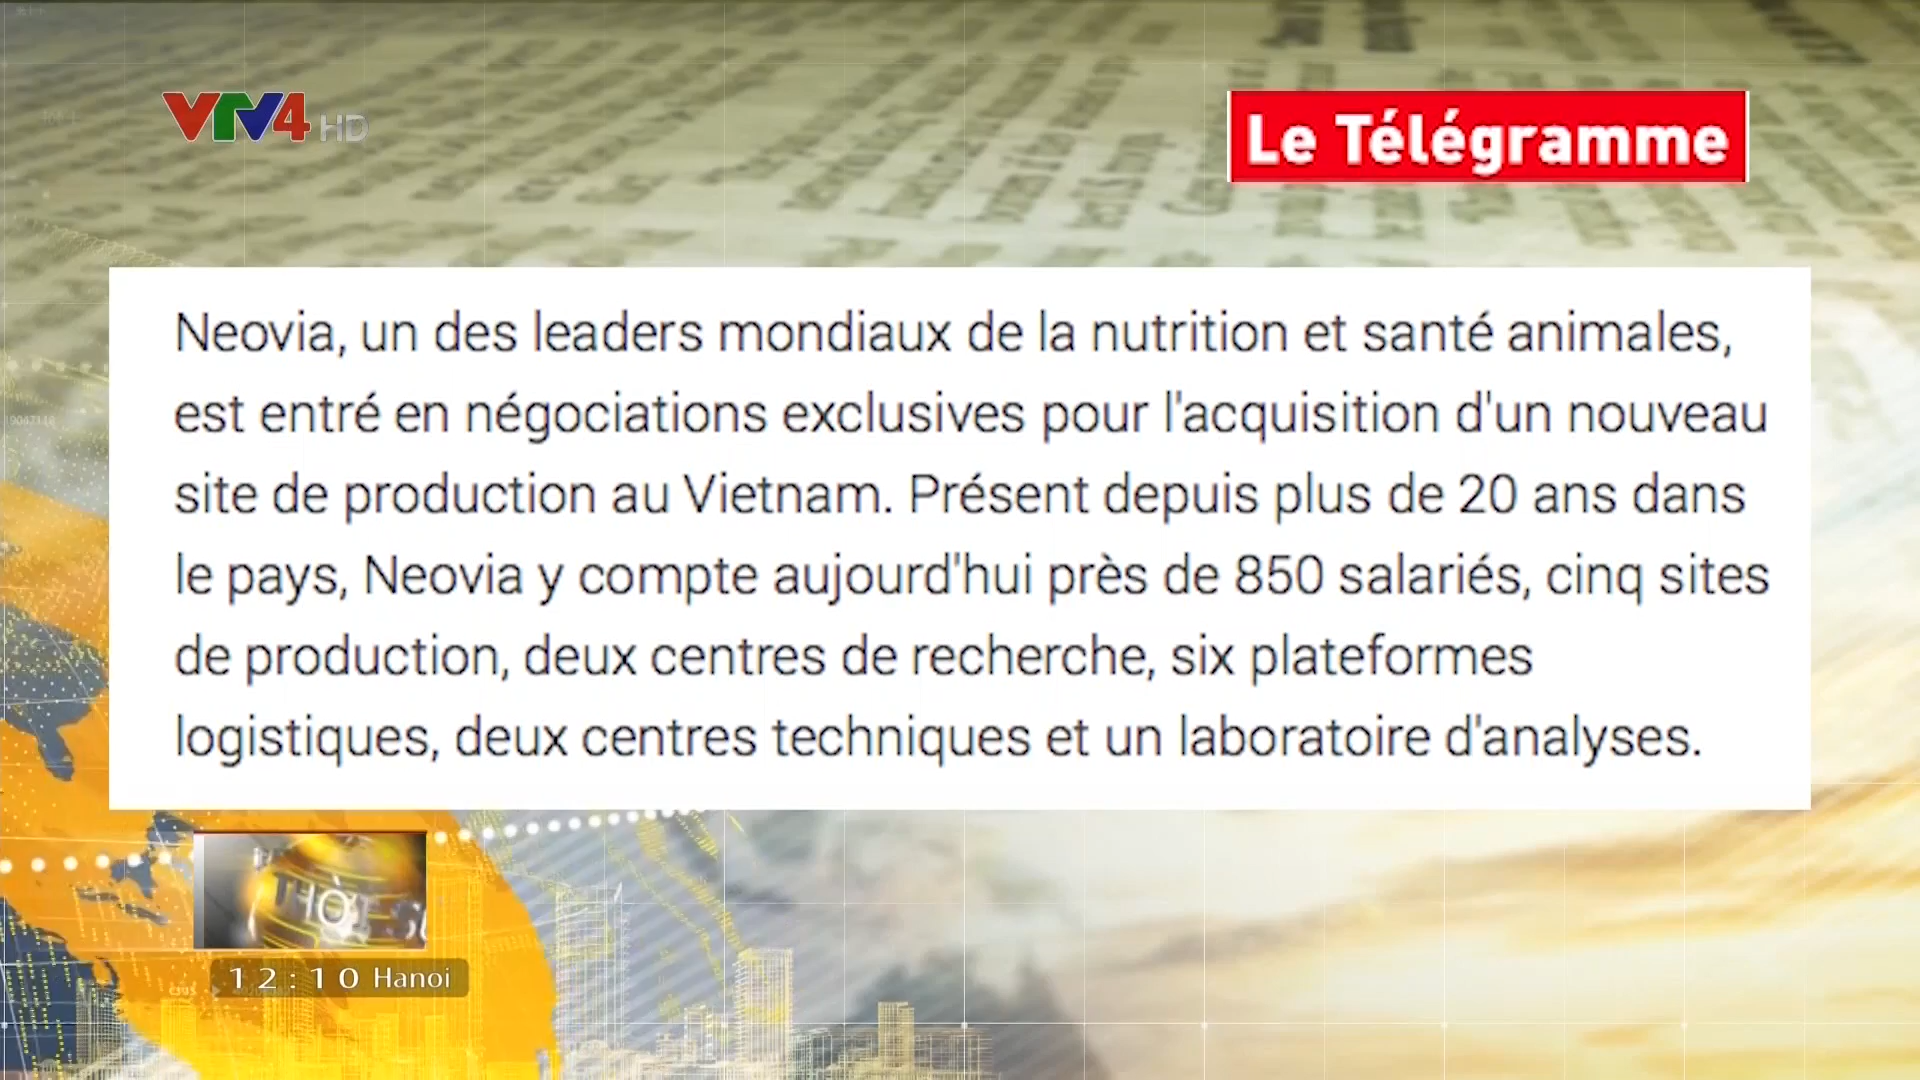 VTV4 HD
Le Télégramme
Neovia, un des leaders mondiaux de la nutrition et santé animales,
est entré en négociations exclusives pour l'acquisition d'un nouveau
site de production au Vietnam. Présent depuis plus de 20 ans dans
le pays, Neovia y compte aujourd'hui près de 850 salariés, cinq sites
de production, deux centres de recherche, six plateformes
logistiques, deux centres techniques et un laboratoire d'analyses.
12:10 Hanoi